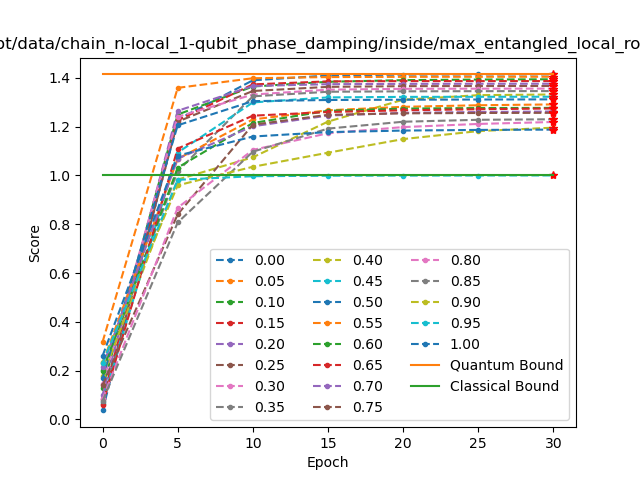 pt/data/chain_n-local_1-qubit_phase_damping/inside/max_entangled_local_ro
Score
1.4
1.2
1.0
0.8
0.6
0.4
0.2
0.0
0.00 0.40 0.80
0.05 0.45 0.85
0.10 0.50 0.90
0.15 0.55 0.95
0.20 0.60 1.00
0.25 0.65 Quantum Bound
0.30 0.70 Classical Bound
0.35 0.75
0 5 10 15 20 25 30
Epoch